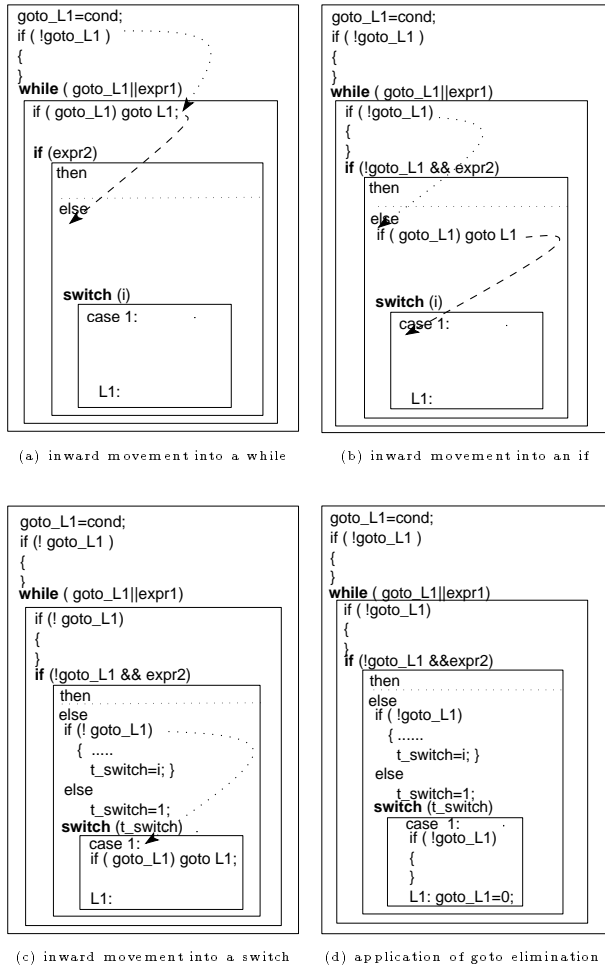 goto_L1=cond;
if ( !goto_L1 )
{
}
while ( goto_L1||expr1)
if ( goto_L1) goto L1;
if (expr2)
then
else
switch (i)
case 1:
L1:
(a) inward movement into a while
goto_L1=cond;
if ( !goto_L1 )
{
}
while ( goto_L1||expr1)
if ( !goto_L1)
{
}
if (!goto_L1 && expr2)
then
else
if ( goto_L1) goto L1
switch (i)
case 1:
L1:
(b) inward movement into an if
goto_L1=cond;
if (! goto_L1 )
{
}
while ( goto_L1||expr1)
if (! goto_L1)
{
}
if (!goto_L1 && expr2)
then
else
if (! goto_L1)
{ .....
t_switch=i; }
else
t_switch=1;
switch (t_switch)
case 1:
if ( goto_L1) goto L1;
L1:
(c) inward movement into a switch
goto_L1=cond;
if ( !goto_L1 )
{
}
while ( goto_L1||expr1)
if ( !goto_L1)
{
}
if (!goto_L1 &&expr2)
then
else
if ( !goto_L1)
{ ......
t_switch=i; }
else
t_switch=1;
switch (t_switch)
case 1:
if ( !goto_L1)
{
}
L1: goto_L1=0;
(d) application of goto elimination